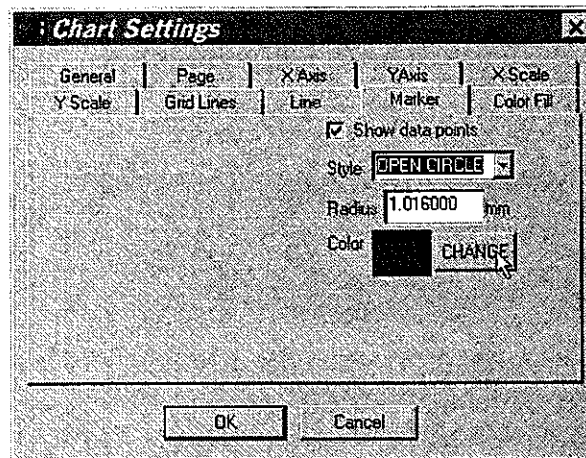 Chart Settings
General Page X Axis Y Axis X Scale
Y Scale Grid Lines Line Marker Color Fill
Show data points
Style OPEN CIRCLE
Radius 1.016000 mm
Color CHANGE
OK Cancel